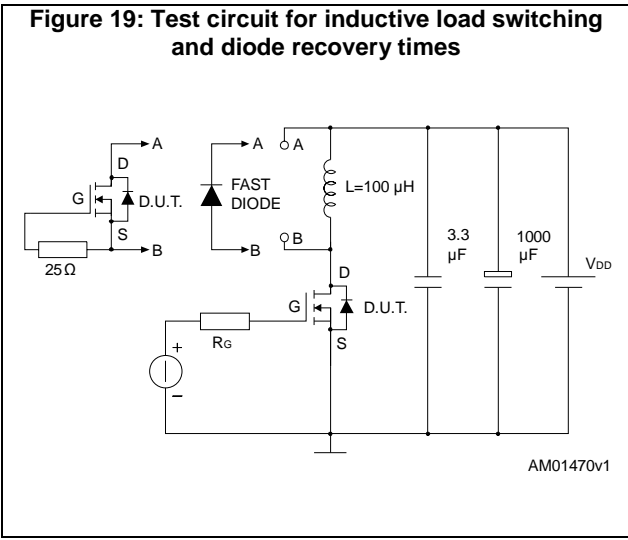 Figure 19: Test circuit for inductive load switching
and diode recovery times
A
D
G
D.U.T.
S
B
25Ω
A
FAST
DIODE
B
A
L=100 µH
B
D
G
D.U.T.
S
RG
+
−
3.3
µF
1000
µF
VDD
AM01470v1